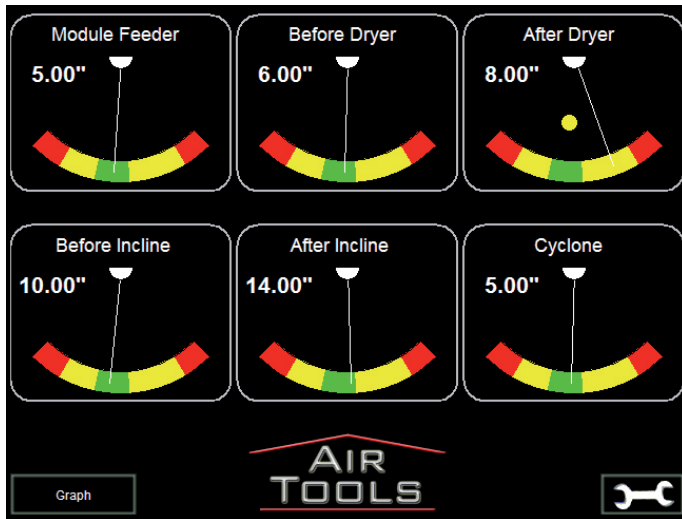 Module Feeder
5.00"
Before Dryer
6.00"
After Dryer
8.00"
Before Incline
10.00"
After Incline
14.00"
Cyclone
5.00"
AIR
TOOLS
Graph